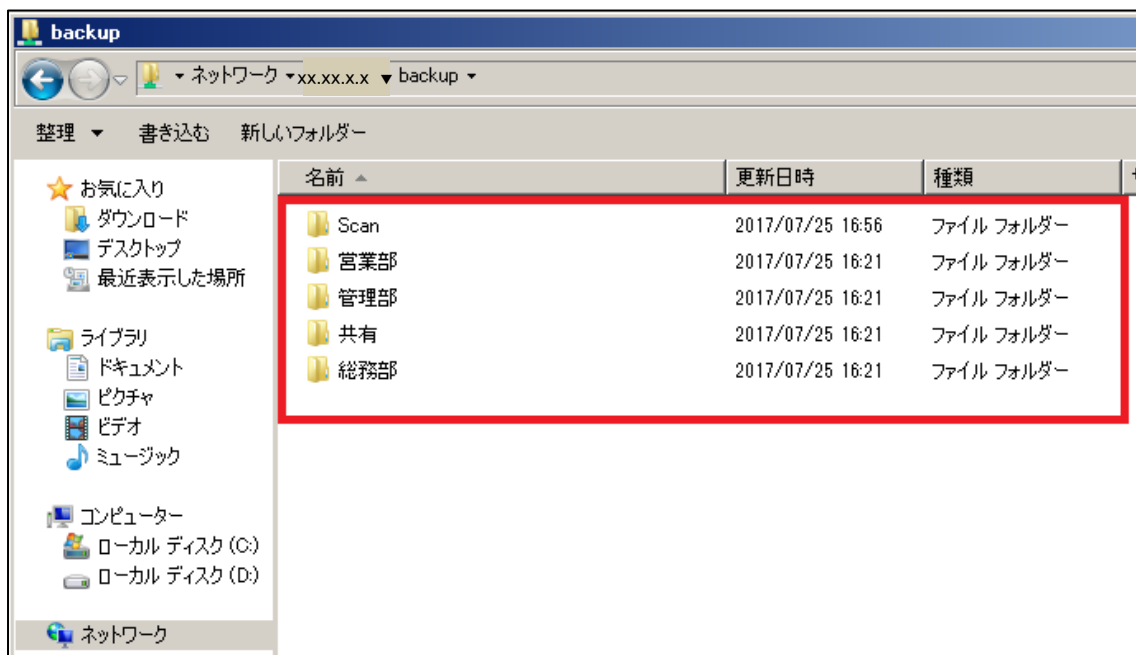 backup
ネットワーク xx.xx.x.x backup
整理 書き込む 新しいフォルダー
名前 更新日時 種類
お気に入り
ダウンロード
デスクトップ
最近表示した場所
ライブラリ
ドキュメント
ピクチャ
ビデオ
ミュージック
コンピューター
ローカル ディスク (C:)
ローカル ディスク (D:)
ネットワーク
Scan 2017/07/25 16:56 ファイル フォルダー
営業部 2017/07/25 16:21 ファイル フォルダー
管理部 2017/07/25 16:21 ファイル フォルダー
共有 2017/07/25 16:21 ファイル フォルダー
総務部 2017/07/25 16:21 ファイル フォルダー